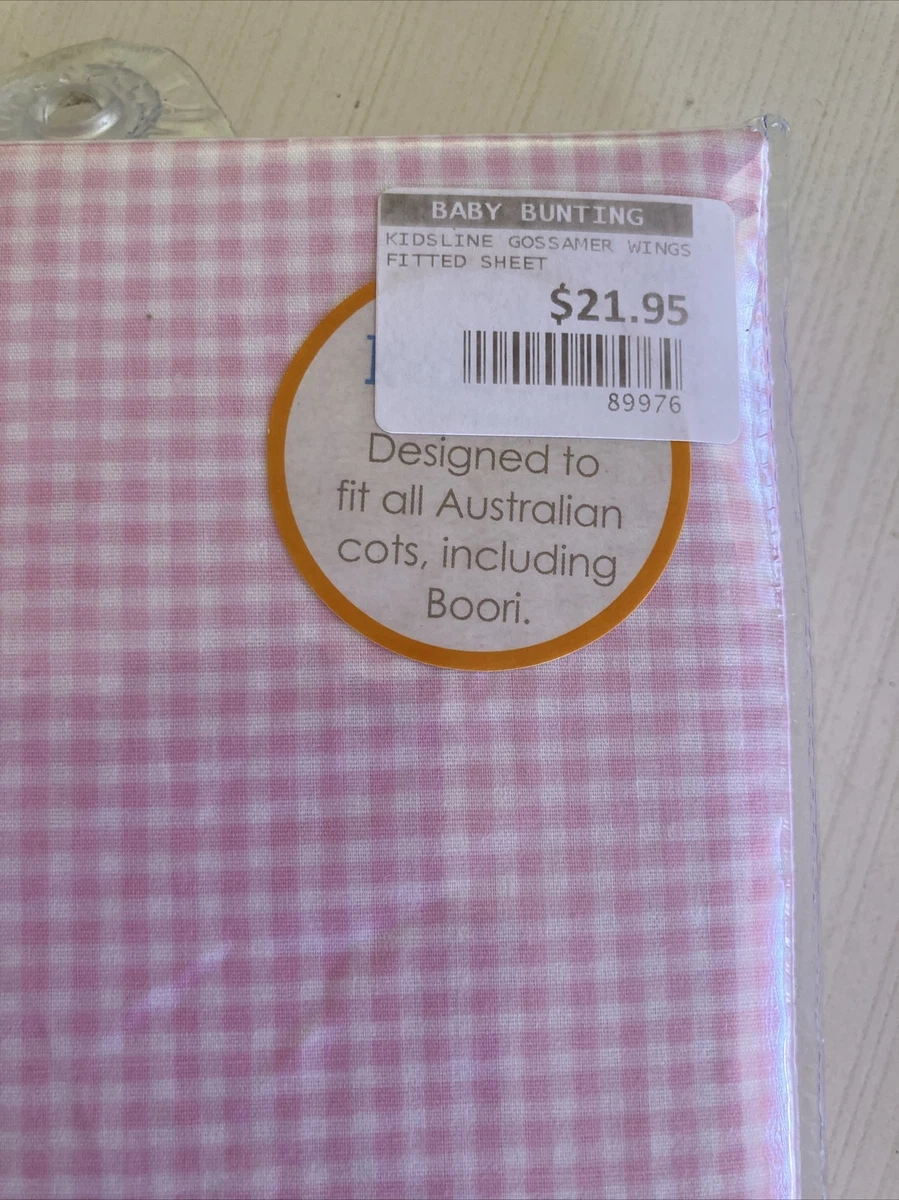 BABY BUNTING
KIDSLINE GOSSAMER WINGS
FITTED SHEET
$21.95
89976
Designed to
fit all Australian
cots, including
Boori.